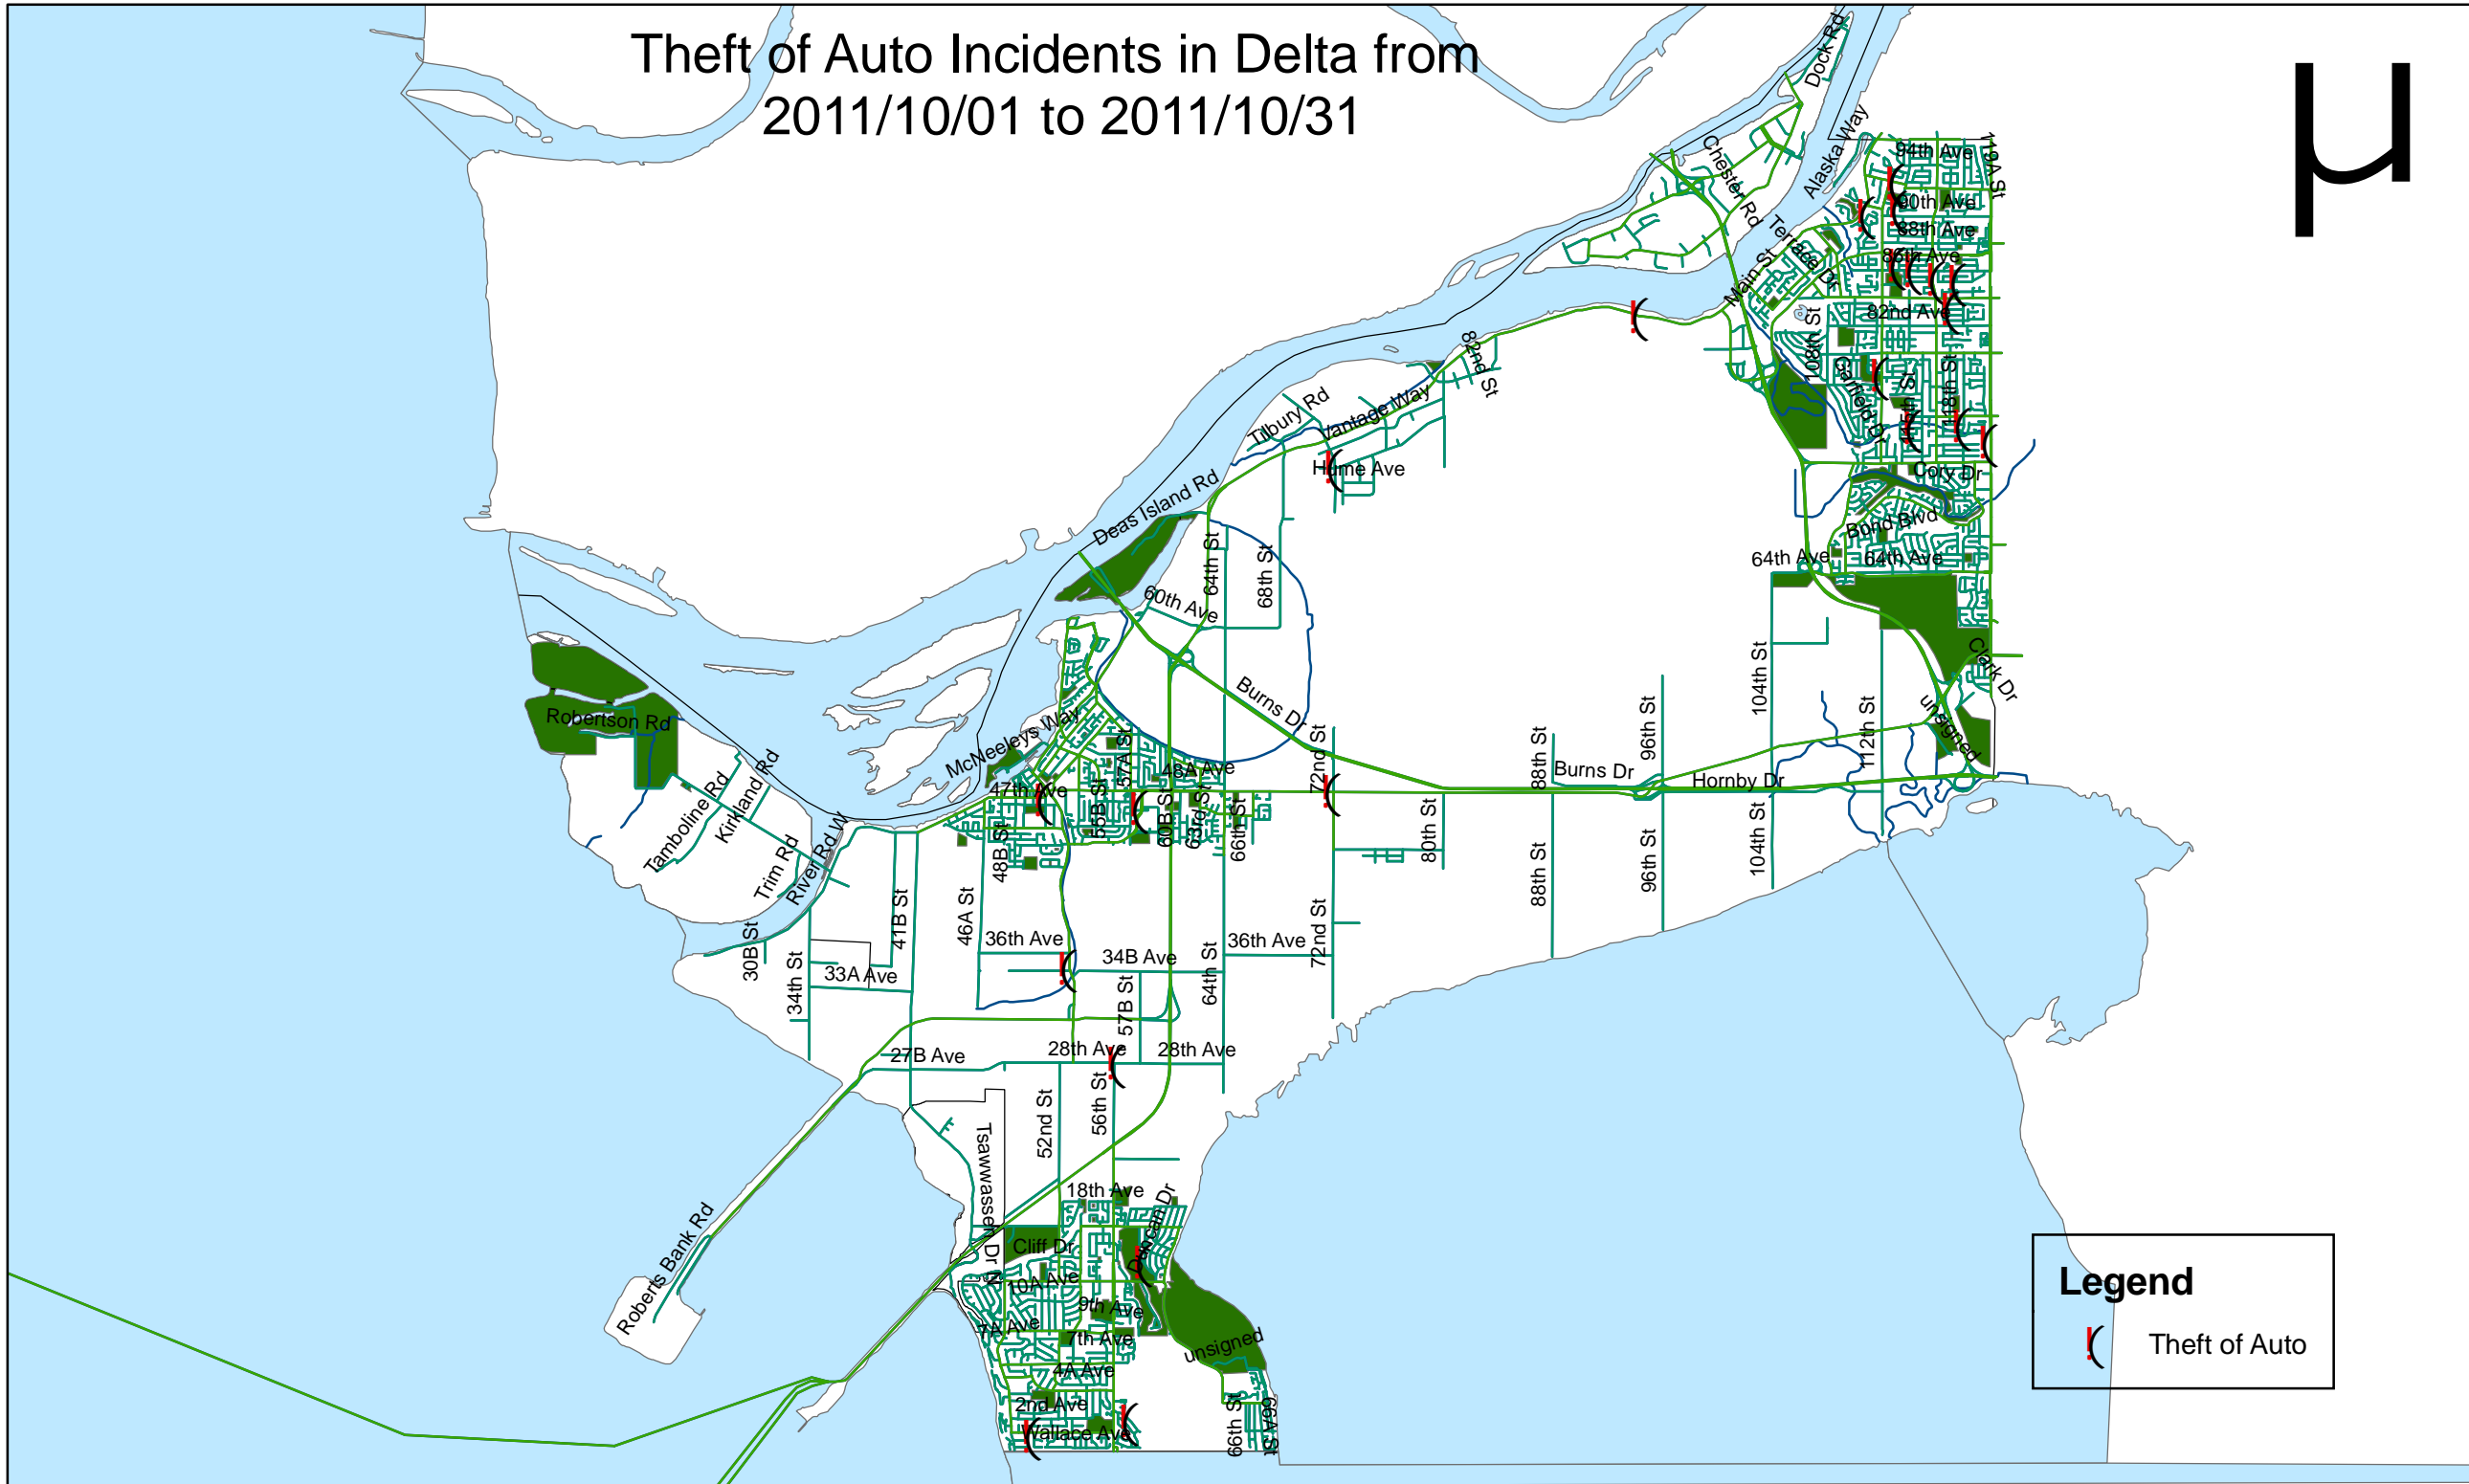 Theft of Auto Incidents in Delta from
2011/10/01 to 2011/10/31
µ
Dock Rd
Alaska Way
Chester Rd
94th Ave
119A St
90th Ave
88th Ave
86th Ave
Terrace Dr
Main St
82nd Ave
108th St
Garfield Dr
118th St
82nd St
Tilbury Rd
Vantage Way
Hume Ave
Cory Dr
Bond Blvd
64th Ave
64th Ave
Deas Island Rd
64th St
68th St
60th Ave
Clark Dr
104th St
unsigned
112th St
96th St
Burns Dr
72nd St
88th St
Burns Dr
Hornby Dr
Robertson Rd
McNeeleys Way
57A St
48A Ave
47th Ave
55B St
60B St
63rd St
66th St
48B St
Tamboline Rd
Kirkland Rd
Trim Rd
River Rd W
80th St
88th St
96th St
104th St
41B St
46A St
30B St
34th St
33A Ave
36th Ave
34B Ave
36th Ave
64th St
72nd St
57B St
27B Ave
28th Ave
28th Ave
52nd St
56th St
Tsawwassen Dr N
18th Ave
Duncan Dr
Cliff Dr
10A Ave
9th Ave
7A Ave
7th Ave
unsigned
4A Ave
2nd Ave
Wallace Ave
66th St
66A St
Roberts Bank Rd
Legend
Theft of Auto